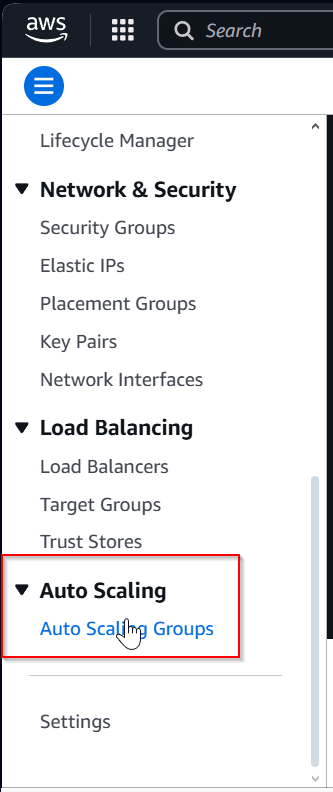 aws
Search
Lifecycle Manager
Network & Security
Security Groups
Elastic IPs
Placement Groups
Key Pairs
Network Interfaces
Load Balancing
Load Balancers
Target Groups
Trust Stores
Auto Scaling
Auto Scaling Groups
Settings